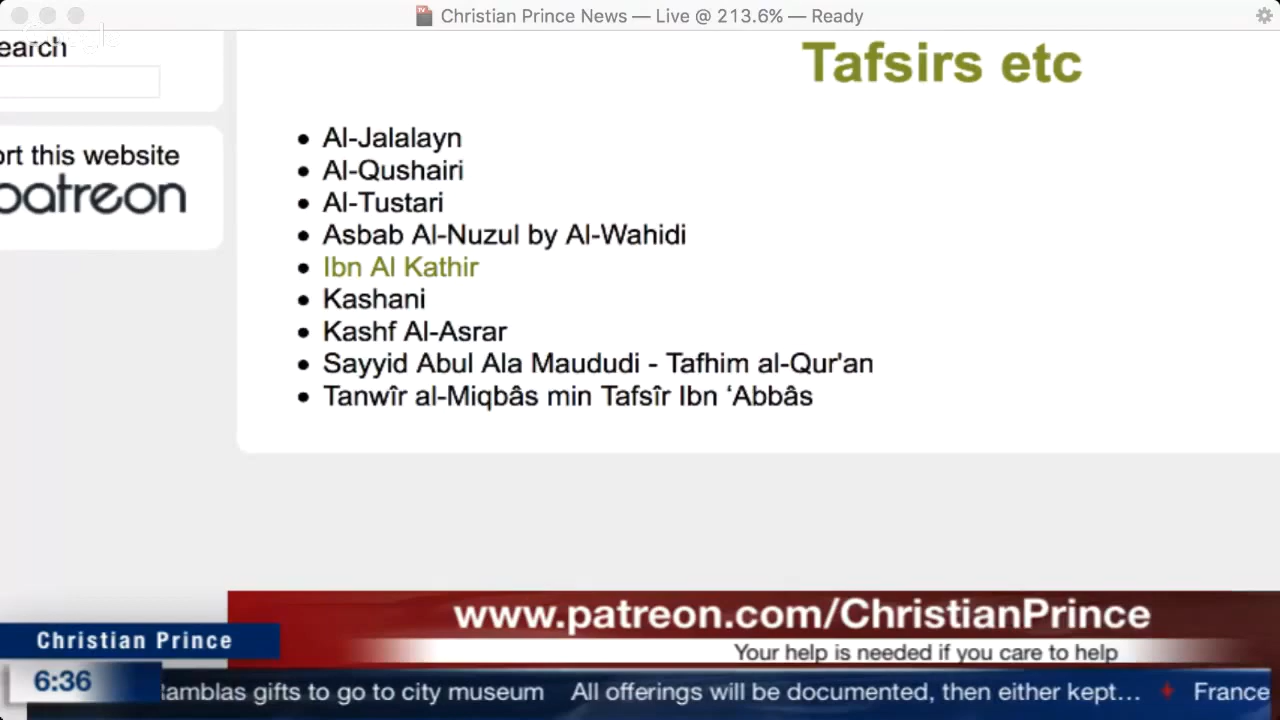 Christian Prince News — Live @ 213.6% — Ready
earch
Tafsirs etc
ort this website
patreon
Al-Jalalayn
Al-Qushairi
Al-Tustari
Asbab Al-Nuzul by Al-Wahidi
Ibn Al Kathir
Kashani
Kashf Al-Asrar
Sayyid Abul Ala Maududi - Tafhim al-Qur'an
Tanwîr al-Miqbâs min Tafsîr Ibn ‘Abbâs
www.patreon.com/ChristianPrince
Your help is needed if you care to help
Christian Prince
6:36
Ramblas gifts to go to city museum All offerings will be documented, then either kept... France